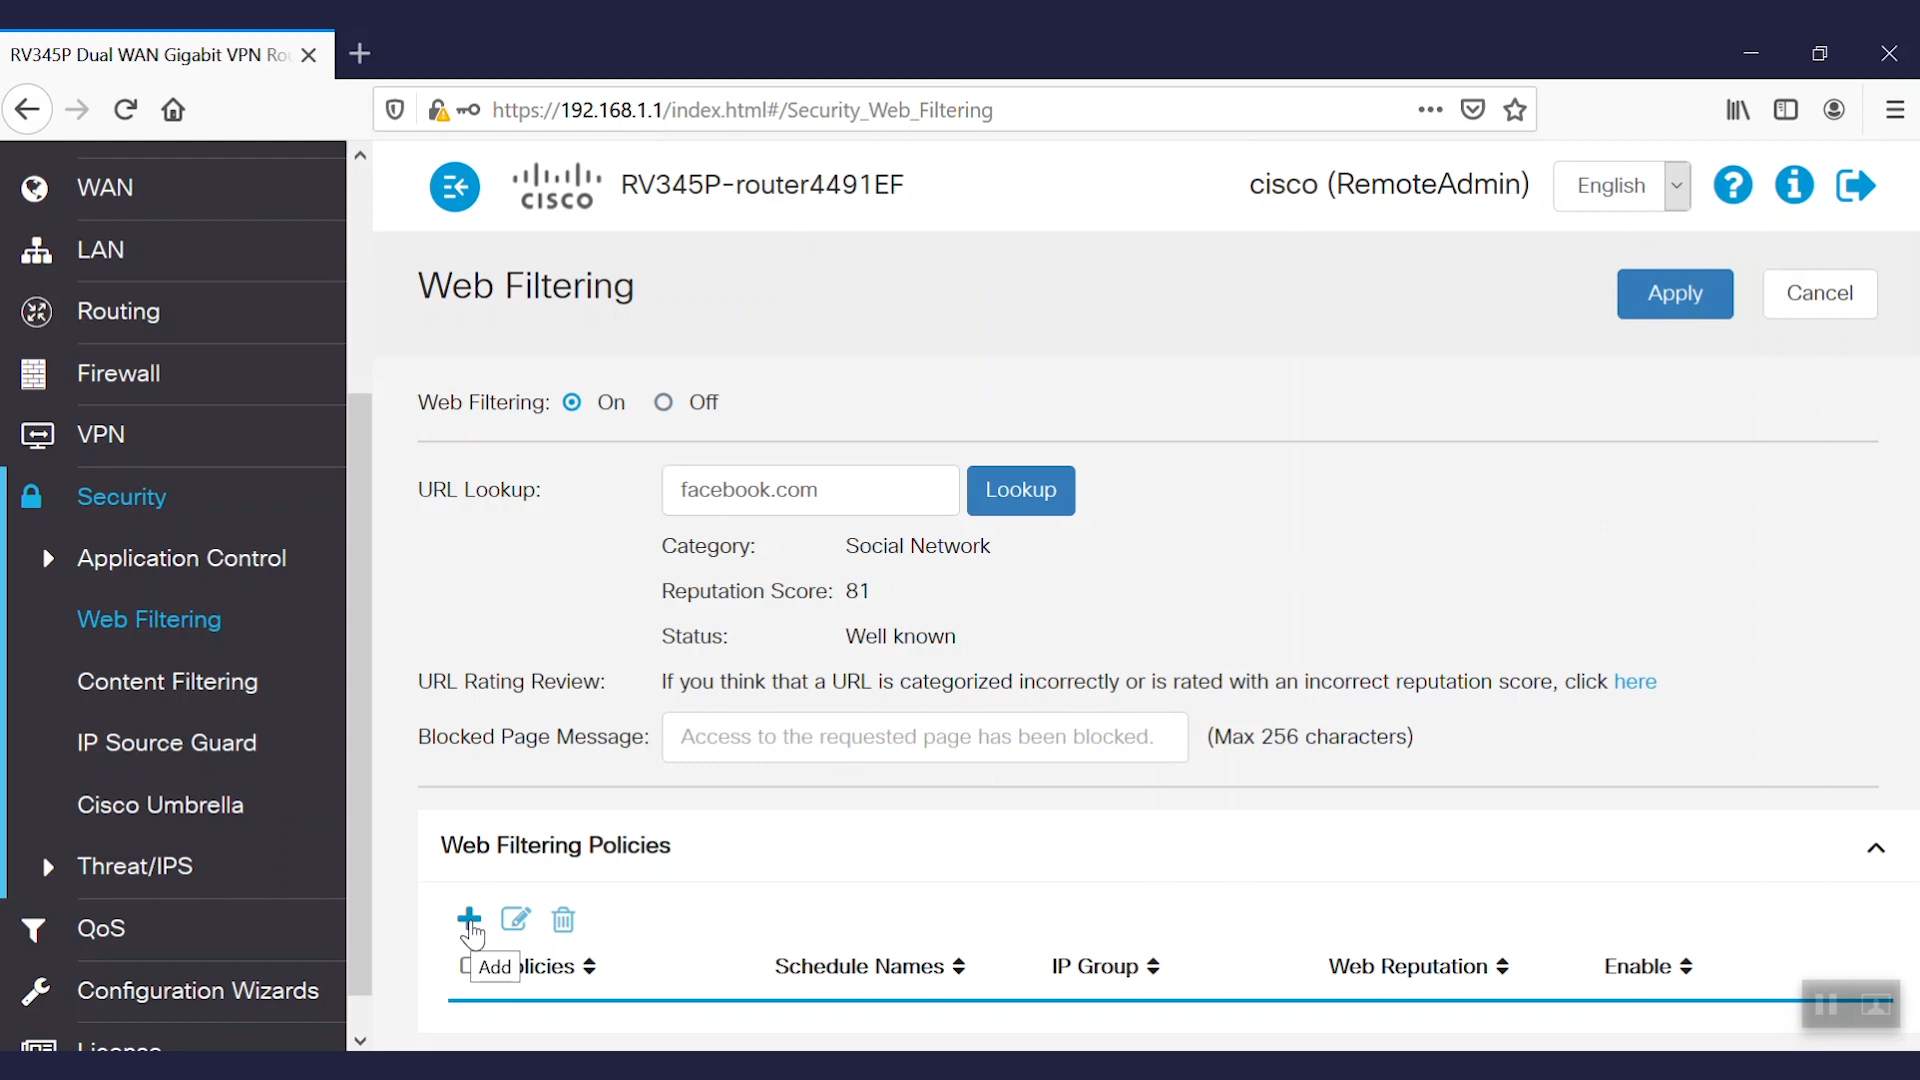 RV345P Dual WAN Gigabit VPN Ro
https://192.168.1.1/index.html#/Security_Web_Filtering
cisco
RV345P-router4491EF
cisco (RemoteAdmin)
English
WAN
LAN
Routing
Firewall
VPN
Security
Application Control
Web Filtering
Content Filtering
IP Source Guard
Cisco Umbrella
Threat/IPS
QoS
Configuration Wizards
Web Filtering
Apply
Cancel
Web Filtering: On Off
URL Lookup: facebook.com Lookup
Category: Social Network
Reputation Score: 81
Status: Well known
URL Rating Review: If you think that a URL is categorized incorrectly or is rated with an incorrect reputation score, click here
Blocked Page Message: Access to the requested page has been blocked. (Max 256 characters)
Web Filtering Policies
Add
licies Schedule Names IP Group Web Reputation Enable